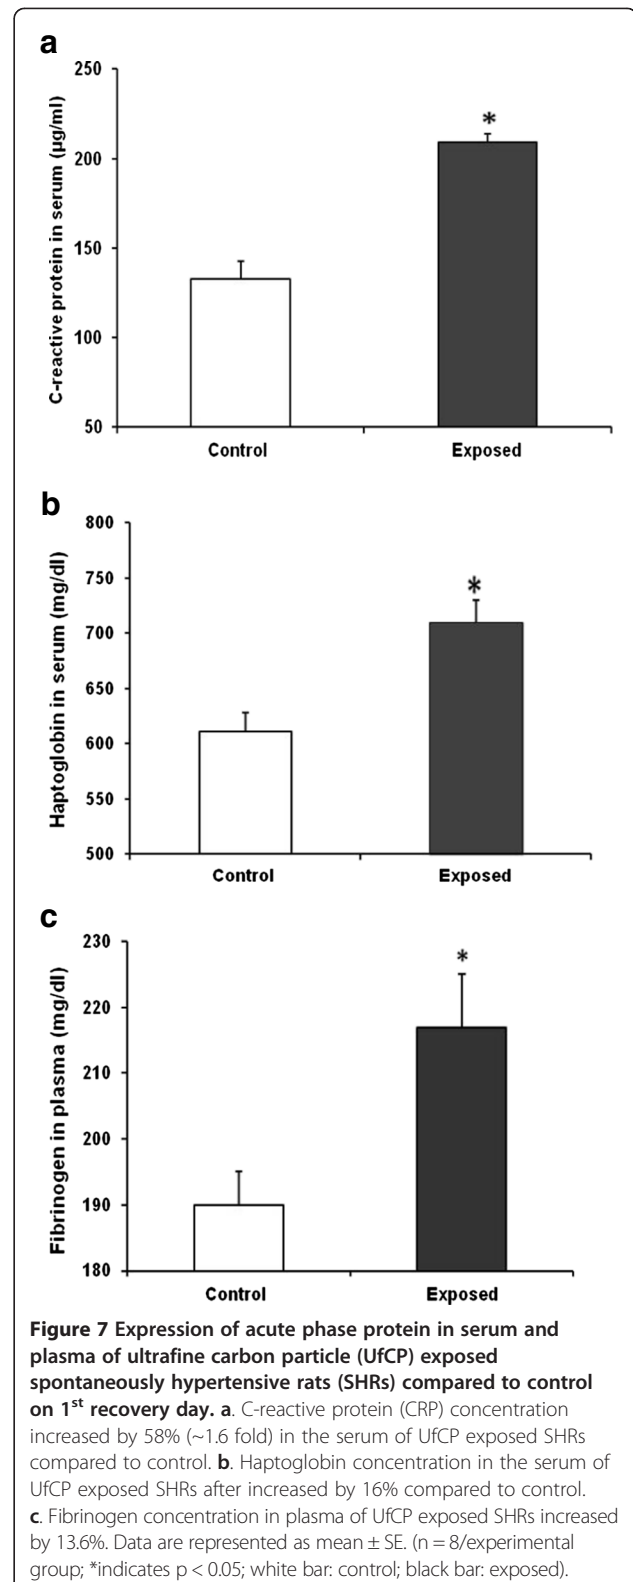 a
250
200
150
100
50
C-reactive protein in serum (µg/ml)
*
Control Exposed
b
800
750
700
650
600
550
500
Haptoglobin in serum (mg/dl)
*
Control Exposed
c
230
220
210
200
190
180
Fibrinogen in plasma (mg/dl)
*
Control Exposed
Figure 7 Expression of acute phase protein in serum and
plasma of ultrafine carbon particle (UfCP) exposed
spontaneously hypertensive rats (SHRs) compared to control
on 1st recovery day. a. C-reactive protein (CRP) concentration
increased by 58% (~1.6 fold) in the serum of UfCP exposed SHRs
compared to control. b. Haptoglobin concentration in the serum of
UfCP exposed SHRs after increased by 16% compared to control.
c. Fibrinogen concentration in plasma of UfCP exposed SHRs increased
by 13.6%. Data are represented as mean ± SE. (n = 8/experimental
group; *indicates p < 0.05; white bar: control; black bar: exposed).